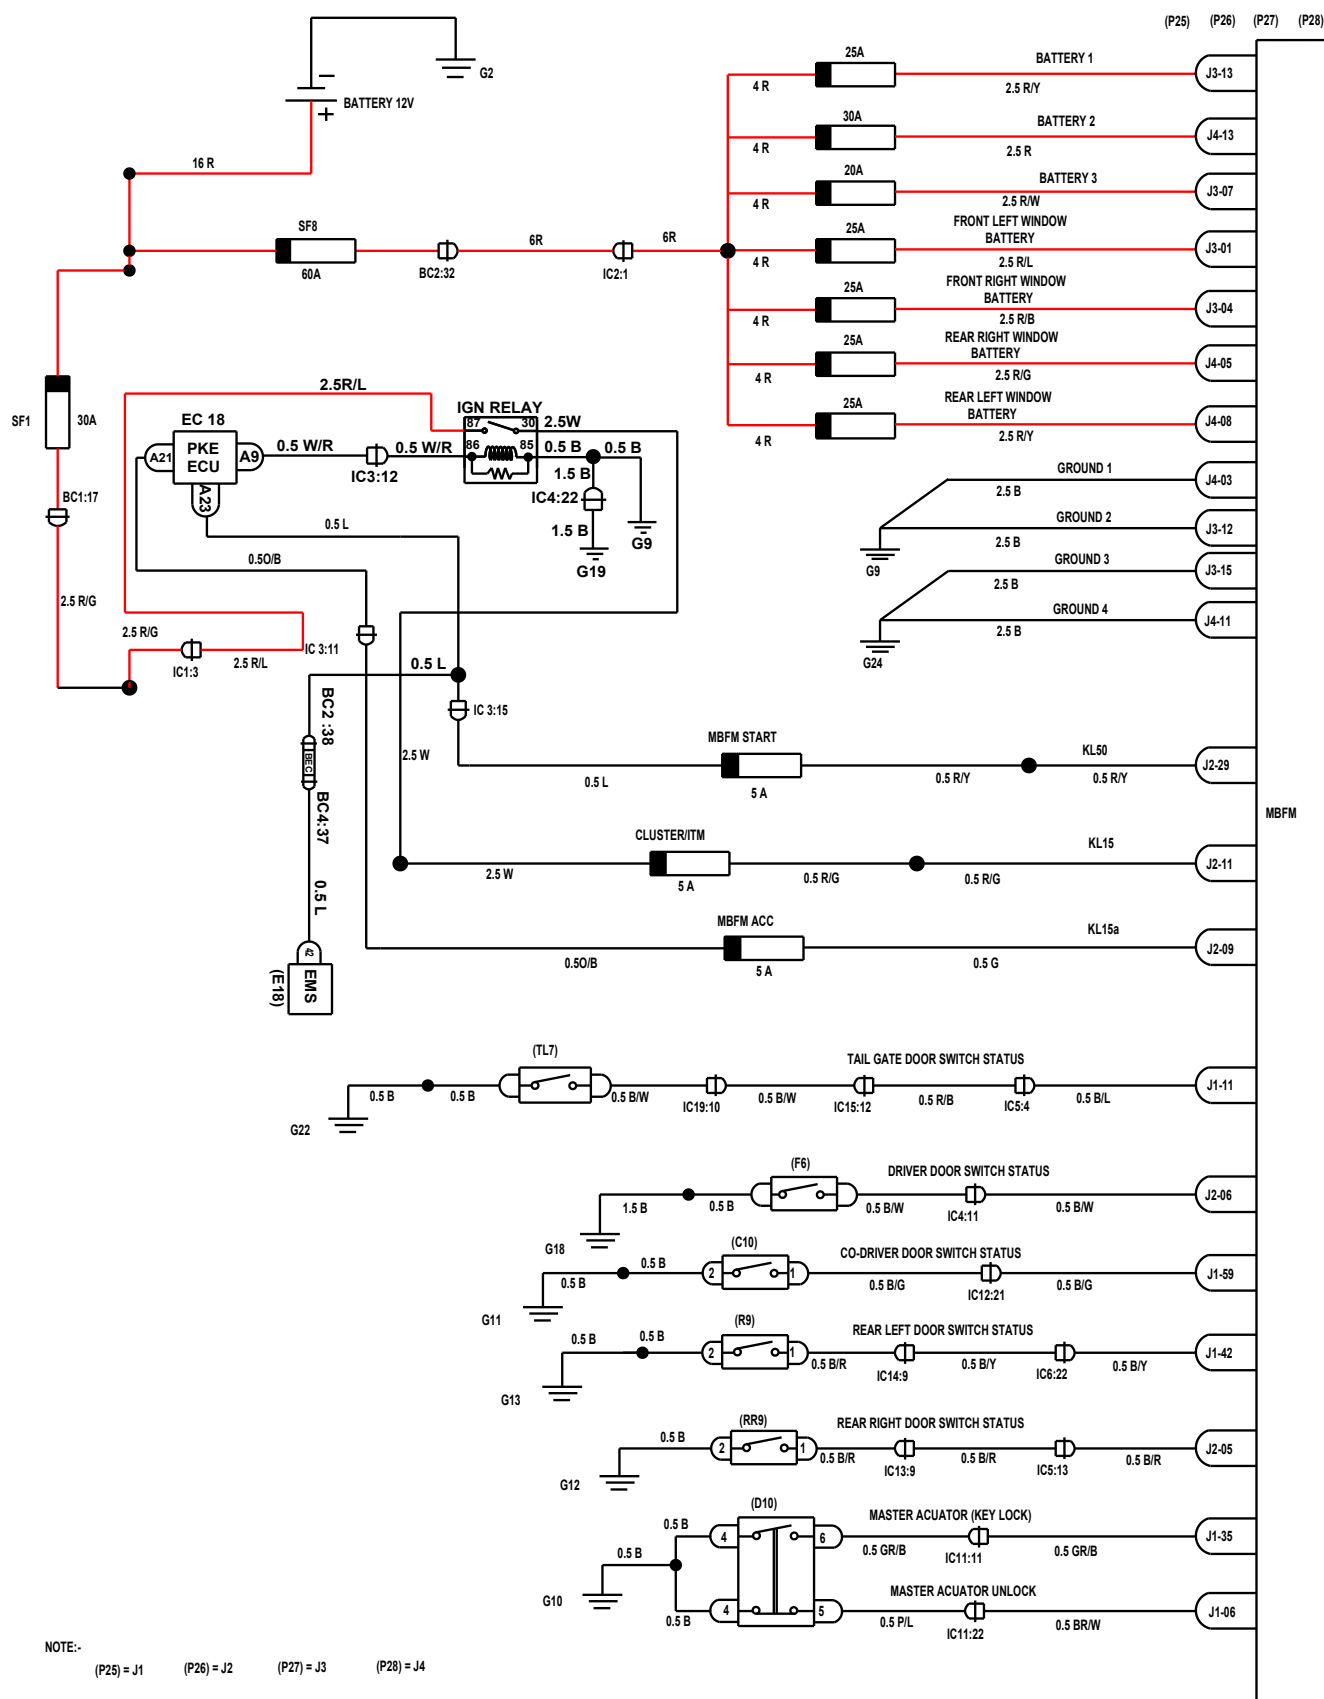 (P25) (P26) (P27) (P28)
G2
BATTERY 12V
16 R
SF8
60A
BC2:32
6R
IC2:1
6R
4 R
25A
BATTERY 1
2.5 R/Y
J3-13
4 R
30A
BATTERY 2
2.5 R
J4-13
4 R
20A
BATTERY 3
2.5 R/W
J3-07
4 R
25A
FRONT LEFT WINDOW
BATTERY
2.5 R/L
J3-01
4 R
25A
FRONT RIGHT WINDOW
BATTERY
2.5 R/B
J3-04
4 R
25A
REAR RIGHT WINDOW
BATTERY
2.5 R/G
J4-05
4 R
25A
REAR LEFT WINDOW
BATTERY
2.5 R/Y
J4-08
GROUND 1
2.5 B
J4-03
GROUND 2
2.5 B
J3-12
G9
GROUND 3
2.5 B
J3-15
GROUND 4
2.5 B
J4-11
G24
SF1
30A
BC1:17
2.5 R/G
2.5 R/G
IC1:3
2.5 R/L
2.5R/L
EC 18
PKE
ECU
A21
A9
A23
0.5 W/R
IC3:12
0.5 W/R
IGN RELAY
87
30
86
85
2.5W
0.5 B
0.5 B
1.5 B
IC4:22
1.5 B
G19
G9
0.5 L
0.5O/B
IC 3:11
0.5 L
IC 3:15
BC2 :38
BEC
BC4:37
0.5 L
42
EMS
(E18)
2.5 W
0.5 L
MBFM START
5 A
0.5 R/Y
KL50
0.5 R/Y
J2-29
MBFM
2.5 W
CLUSTER/ITM
5 A
0.5 R/G
KL15
0.5 R/G
J2-11
0.5O/B
MBFM ACC
5 A
0.5 G
KL15a
J2-09
G22
0.5 B
0.5 B
(TL7)
0.5 B/W
IC19:10
0.5 B/W
TAIL GATE DOOR SWITCH STATUS
IC15:12
0.5 R/B
IC5:4
0.5 B/L
J1-11
G18
1.5 B
0.5 B
(F6)
0.5 B/W
DRIVER DOOR SWITCH STATUS
IC4:11
0.5 B/W
J2-06
G11
0.5 B
0.5 B
(C10)
2
1
CO-DRIVER DOOR SWITCH STATUS
0.5 B/G
IC12:21
0.5 B/G
J1-59
G13
0.5 B
0.5 B
(R9)
2
1
REAR LEFT DOOR SWITCH STATUS
0.5 B/R
IC14:9
0.5 B/Y
IC6:22
0.5 B/Y
J1-42
G12
0.5 B
(RR9)
2
1
REAR RIGHT DOOR SWITCH STATUS
0.5 B/R
IC13:9
0.5 B/R
IC5:13
0.5 B/R
J2-05
G10
0.5 B
0.5 B
0.5 B
(D10)
4
6
MASTER ACUATOR (KEY LOCK)
0.5 GR/B
IC11:11
0.5 GR/B
J1-35
4
5
MASTER ACUATOR UNLOCK
0.5 P/L
IC11:22
0.5 BR/W
J1-06
NOTE:-
(P25) = J1 (P26) = J2 (P27) = J3 (P28) = J4